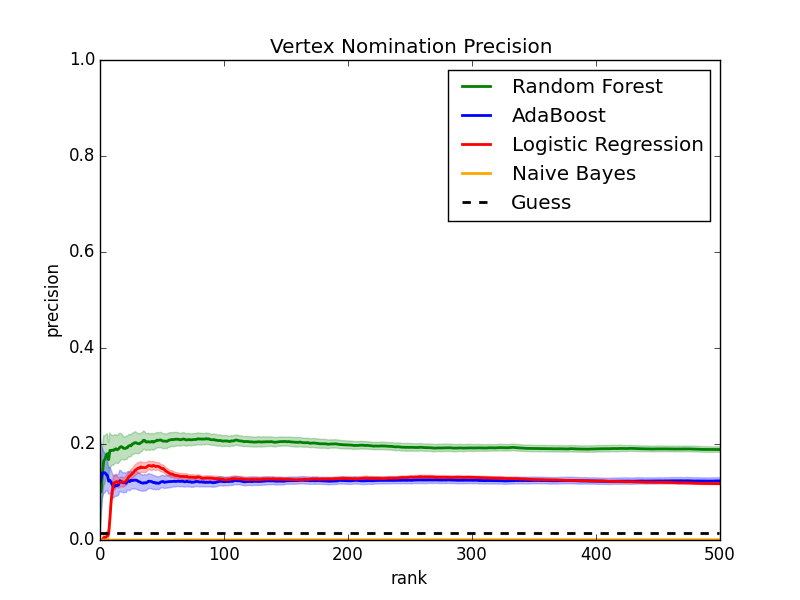 Vertex Nomination Precision
1.0
0.8
0.6
0.4
0.2
0.0
precision
Random Forest
AdaBoost
Logistic Regression
Naive Bayes
Guess
0 100 200 300 400 500
rank